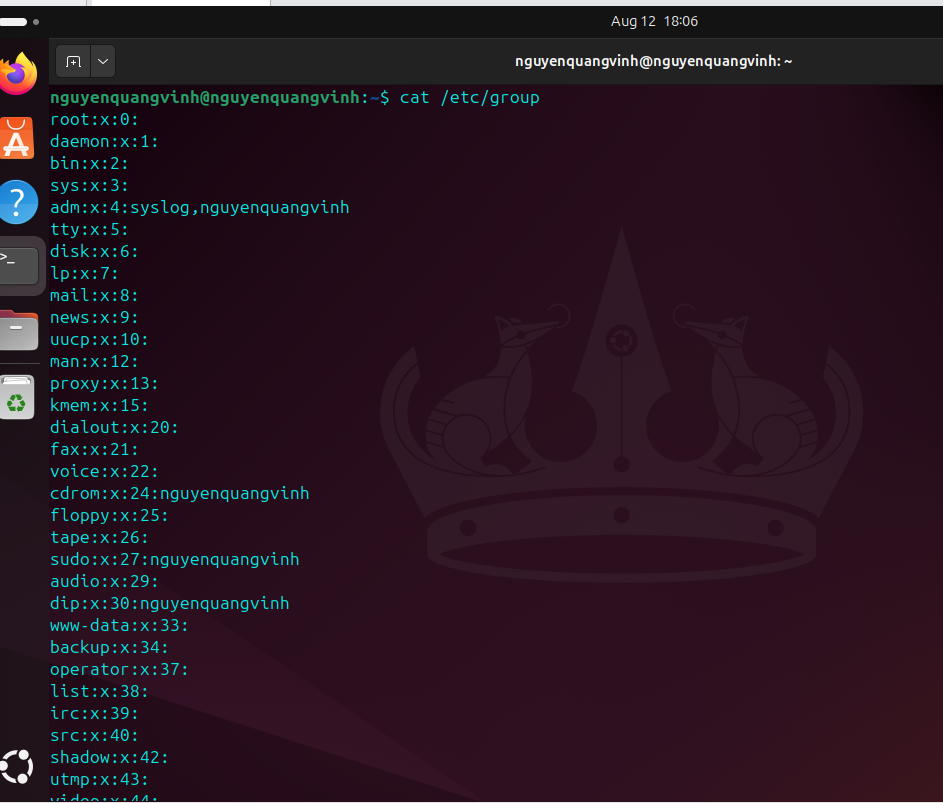 Aug 12 18:06
nguyenquangvinh@nguyenquangvinh: ~
nguyenquangvinh@nguyenquangvinh:~$ cat /etc/group
root:x:0:
daemon:x:1:
bin:x:2:
sys:x:3:
adm:x:4:syslog,nguyenquangvinh
tty:x:5:
disk:x:6:
lp:x:7:
mail:x:8:
news:x:9:
uucp:x:10:
man:x:12:
proxy:x:13:
kmem:x:15:
dialout:x:20:
fax:x:21:
voice:x:22:
cdrom:x:24:nguyenquangvinh
floppy:x:25:
tape:x:26:
sudo:x:27:nguyenquangvinh
audio:x:29:
dip:x:30:nguyenquangvinh
www-data:x:33:
backup:x:34:
operator:x:37:
list:x:38:
irc:x:39:
src:x:40:
shadow:x:42:
utmp:x:43:
video:x:44: